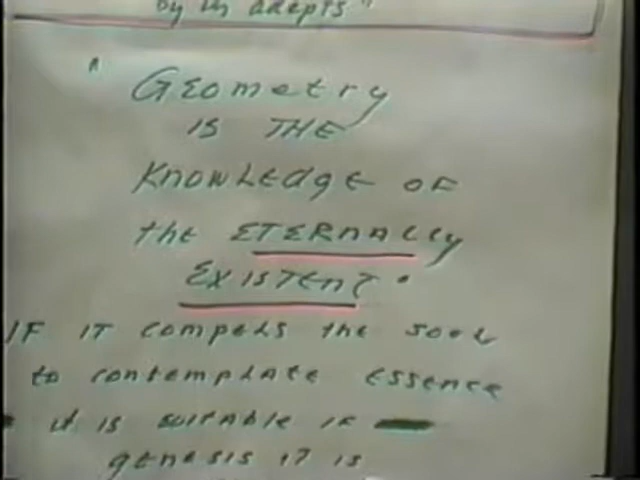 by its adepts"
"Geometry
is THE
Knowledge of
the ETERNALLy
EXISTENT"
IF IT compels the soul
to contemplate essence
it is suitable if
genesis it is